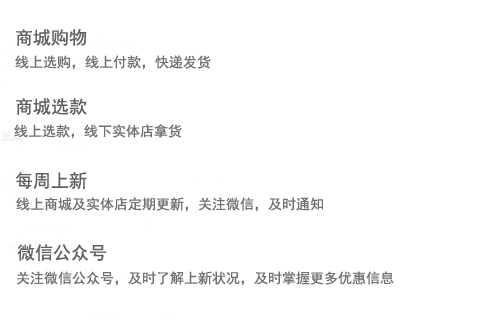 商城购物
线上选购，线上付款，快递发货
商城选款
线上选款，线下实体店拿货
每周上新
线上商城及实体店定期更新，关注微信，及时通知
微信公众号
关注微信公众号，及时了解上新状况，及时掌握更多优惠信息